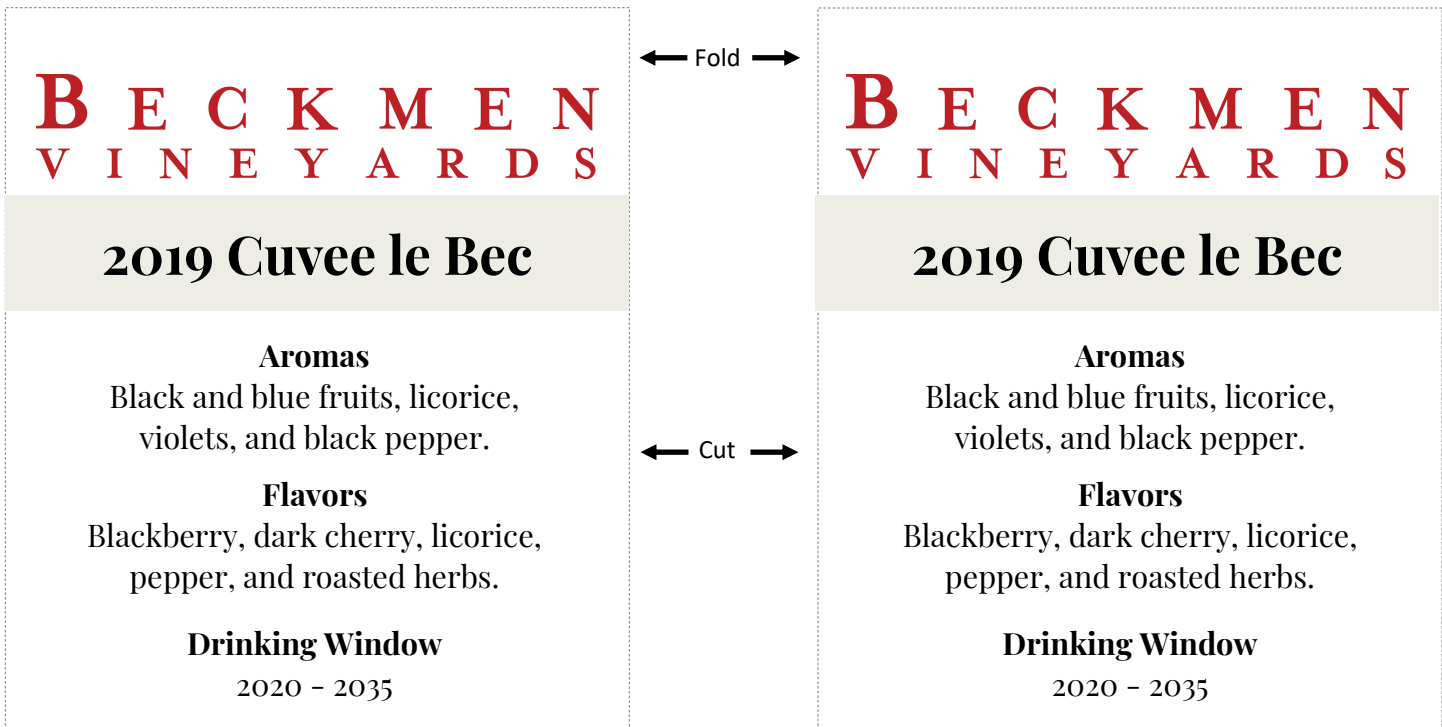 BECKMEN
VINEYARDS
2019 Cuvee le Bec
Aromas
Black and blue fruits, licorice,
violets, and black pepper.
Flavors
Blackberry, dark cherry, licorice,
pepper, and roasted herbs.
Drinking Window
2020 - 2035
Fold
Cut
BECKMEN
VINEYARDS
2019 Cuvee le Bec
Aromas
Black and blue fruits, licorice,
violets, and black pepper.
Flavors
Blackberry, dark cherry, licorice,
pepper, and roasted herbs.
Drinking Window
2020 - 2035